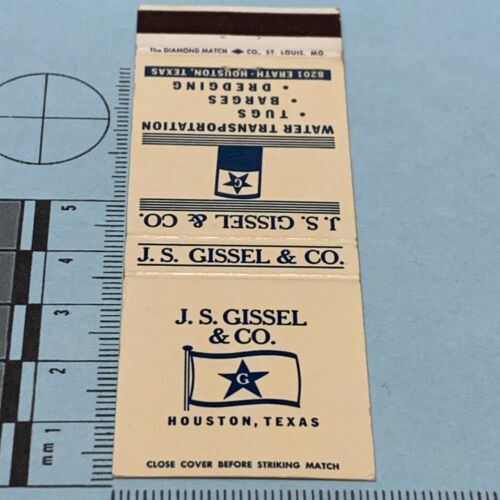 The DIAMOND MATCH CO., ST. LOUIS, MO.
8201 ERATH - HOUSTON, TEXAS
• DREDGING
• BARGES
• TUGS
WATER TRANSPORTATION
G
J. S. GISSEL & CO.
J. S. GISSEL & CO.
J. S. GISSEL
& CO.
G
HOUSTON, TEXAS
CLOSE COVER BEFORE STRIKING MATCH
5
4
3
2
1
mm